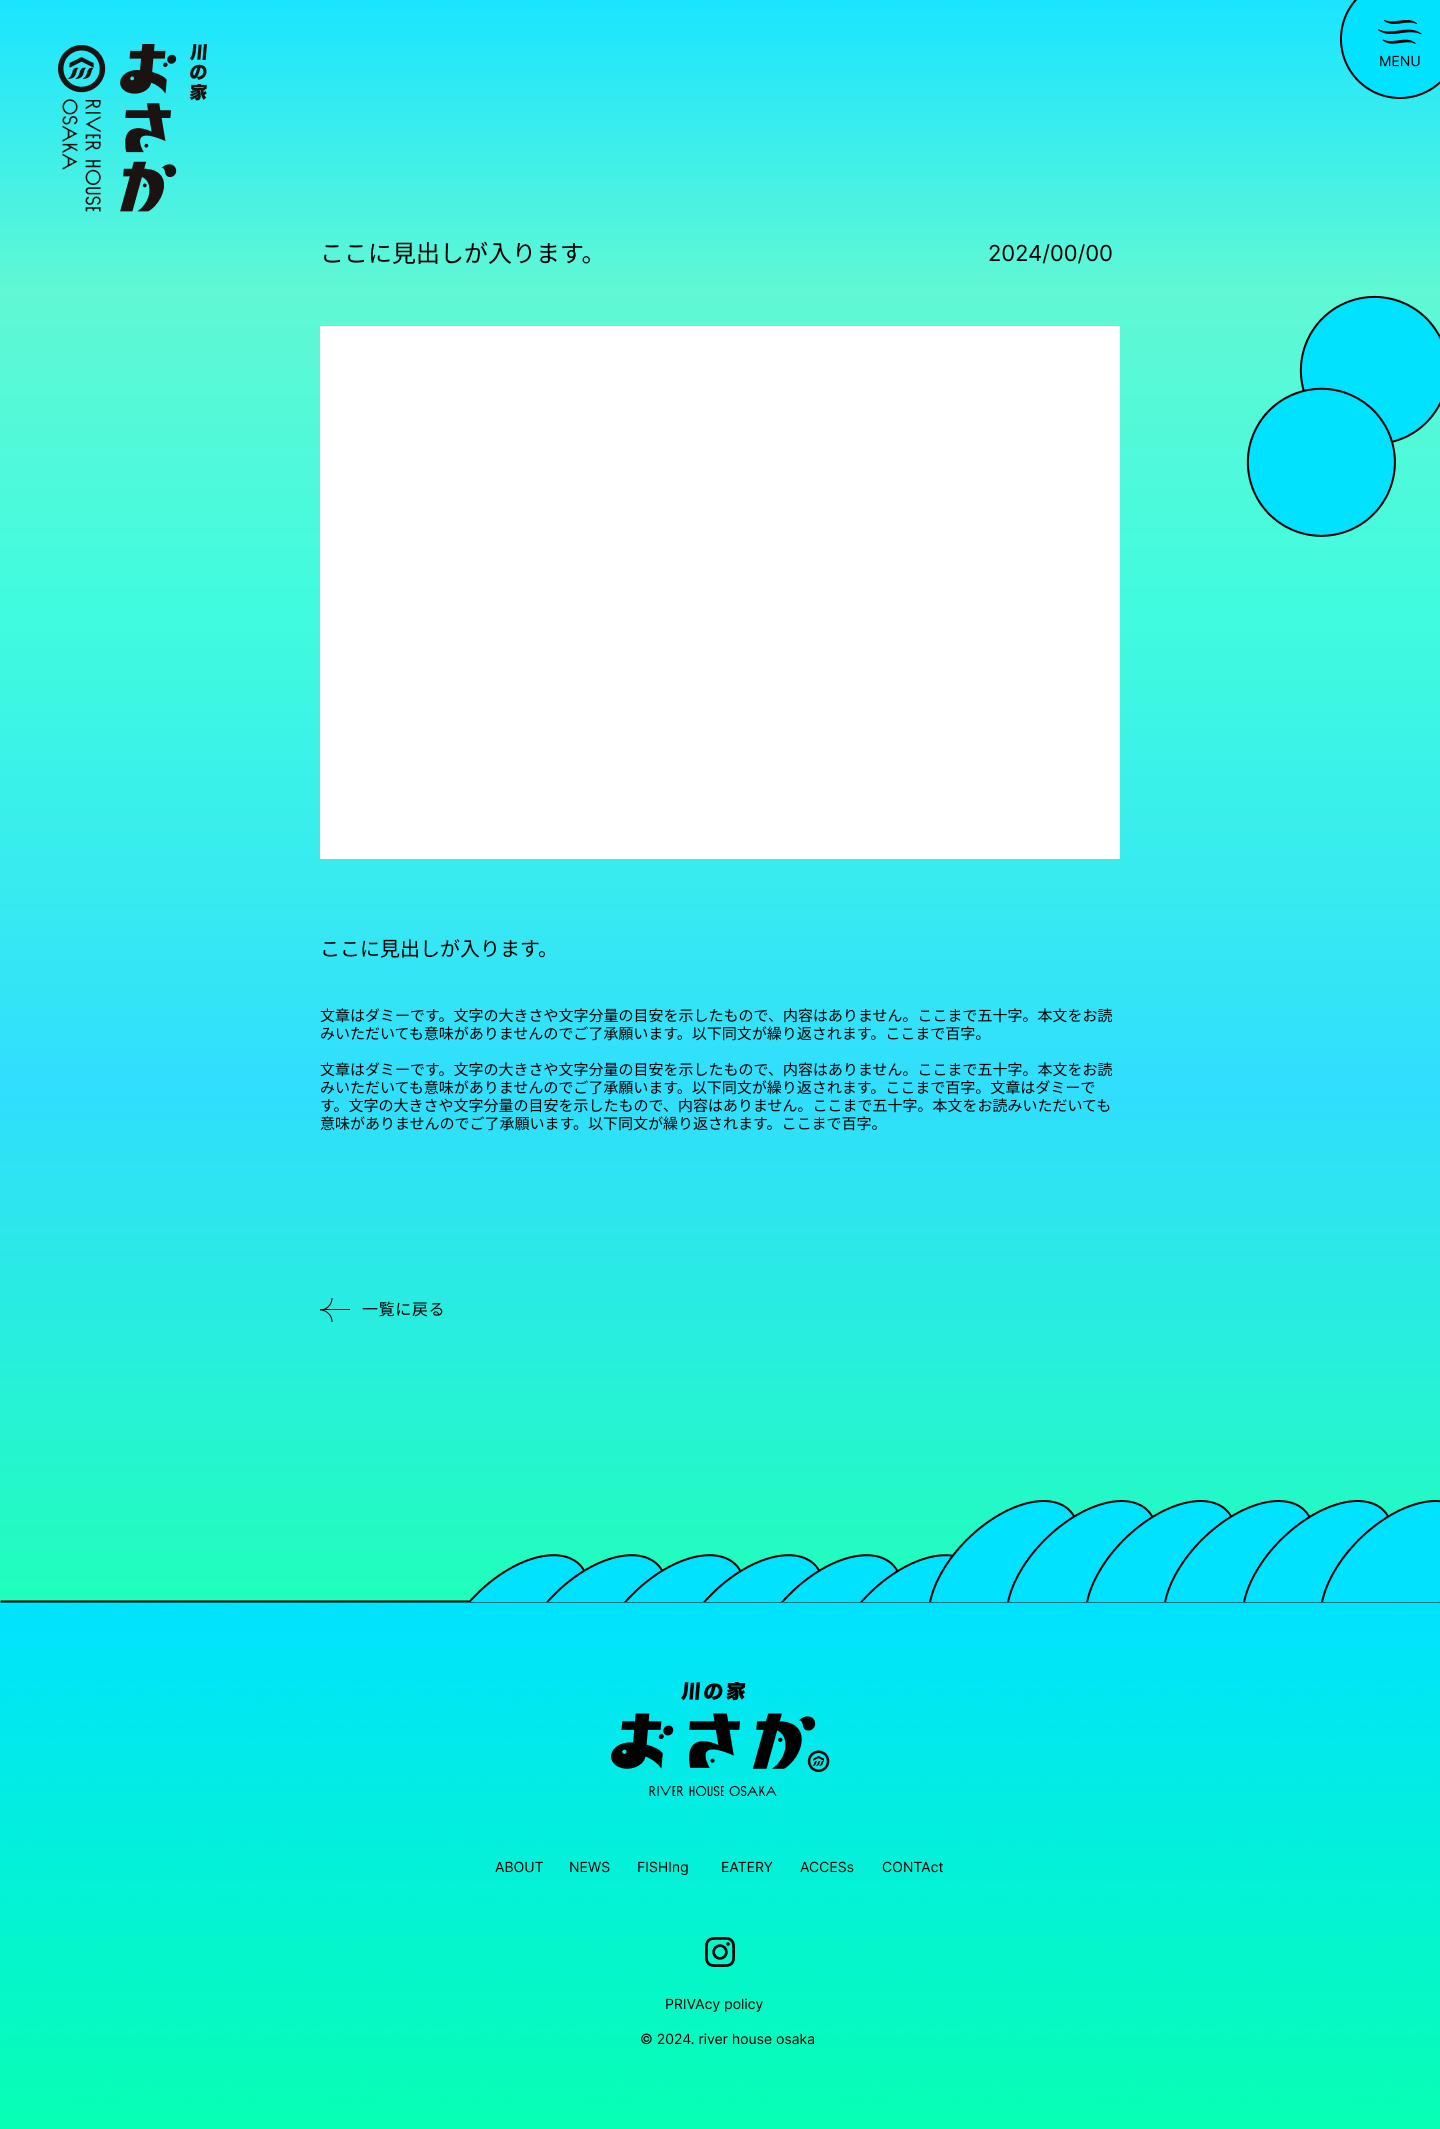 川の家
おさか
RIVER HOUSE
OSAKA
MENU
ここに見出しが入ります。
2024/00/00
ここに見出しが入ります。
文章はダミーです。文字の大きさや文字分量の目安を示したもので、内容はありません。ここまで五十字。本文をお読
みいただいても意味がありませんのでご了承願います。以下同文が繰り返されます。ここまで百字。
文章はダミーです。文字の大きさや文字分量の目安を示したもので、内容はありません。ここまで五十字。本文をお読
みいただいても意味がありませんのでご了承願います。以下同文が繰り返されます。ここまで百字。文章はダミーで
す。文字の大きさや文字分量の目安を示したもので、内容はありません。ここまで五十字。本文をお読みいただいても
意味がありませんのでご了承願います。以下同文が繰り返されます。ここまで百字。
一覧に戻る
川の家
おさか
RIVER HOUSE OSAKA
ABOUT NEWS FISHIng EATERY ACCESs CONTAct
PRIVAcy policy
© 2024. river house osaka